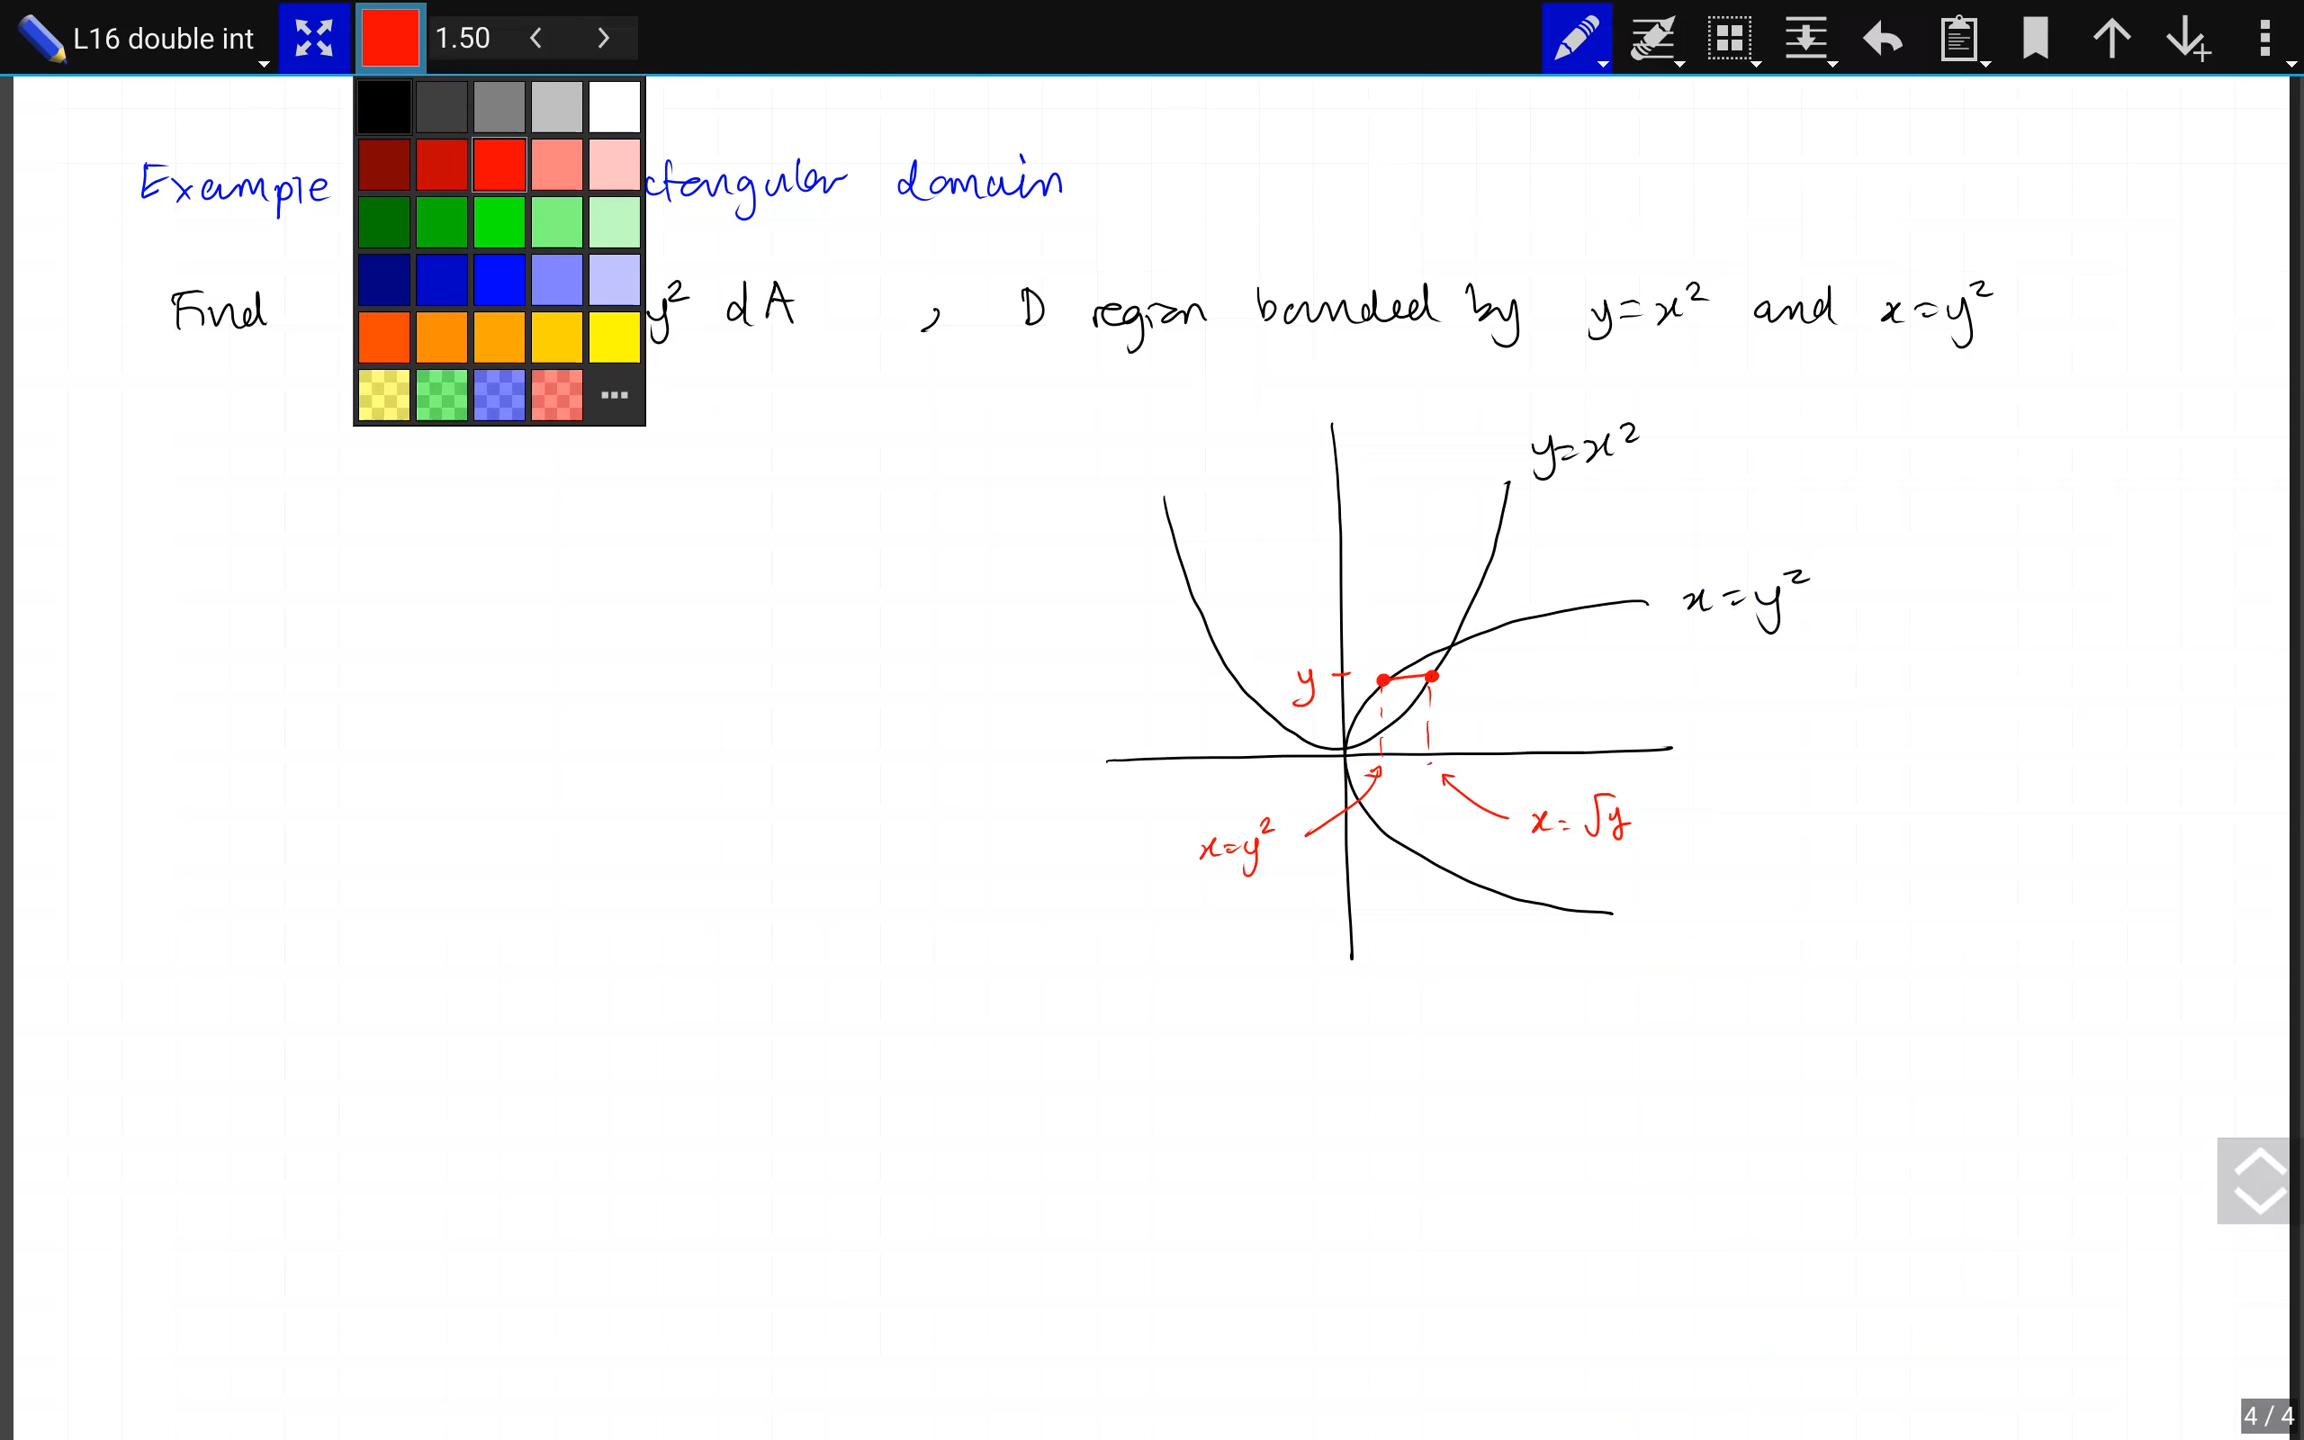 L16 double int 1.50
Example ctangular domain
Find y² dA , D region bounded by y=x² and x=y²
y=x²
x=y²
y
x=y²
x=√y
4 / 4